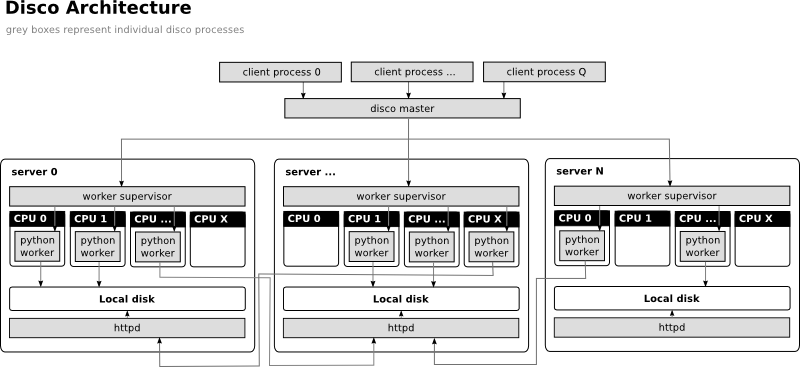 Disco Architecture
grey boxes represent individual disco processes
client process 0
client process ...
client process Q
disco master
server 0
worker supervisor
CPU 0
CPU 1
CPU ...
CPU X
python
worker
python
worker
python
worker
Local disk
httpd
server ...
worker supervisor
CPU 0
CPU 1
CPU ...
CPU X
python
worker
python
worker
python
worker
Local disk
httpd
server N
worker supervisor
CPU 0
CPU 1
CPU ...
CPU X
python
worker
python
worker
Local disk
httpd